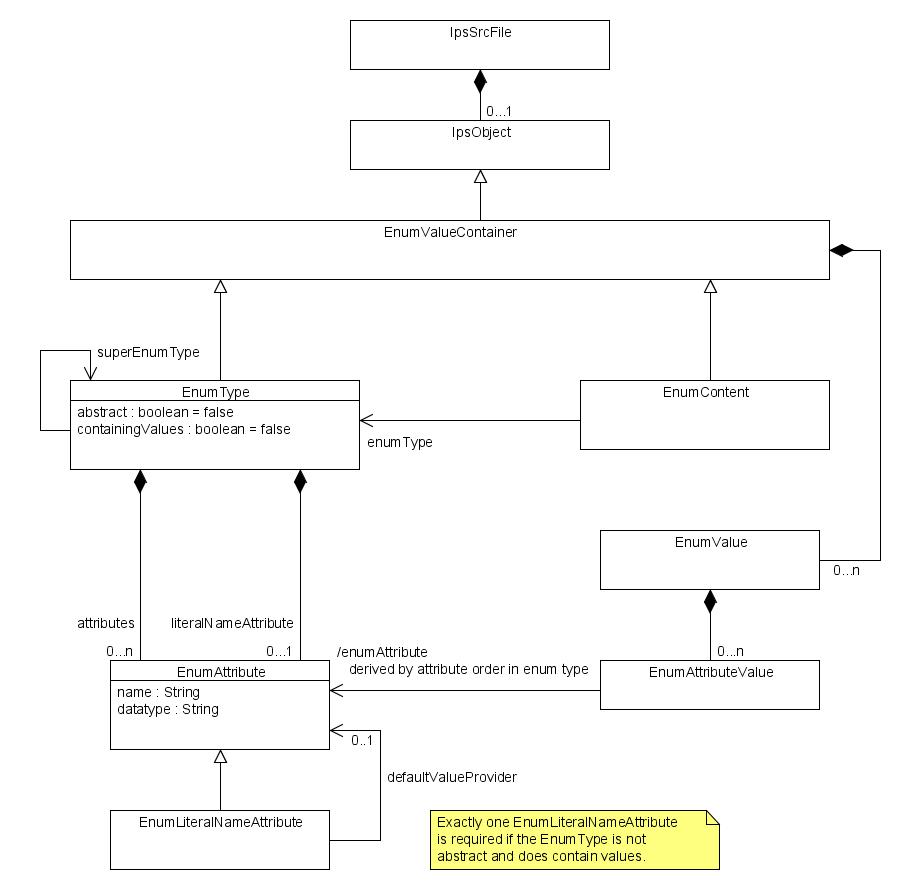 IpsSrcFile
0...1
IpsObject
EnumValueContainer
superEnumType
EnumType
abstract : boolean = false
containingValues : boolean = false
EnumContent
enumType
EnumValue
0...n
attributes
literalNameAttribute
0...n
0...1
/enumAttribute
derived by attribute order in enum type
0...n
EnumAttribute
name : String
datatype : String
EnumAttributeValue
0..1
defaultValueProvider
EnumLiteralNameAttribute
Exactly one EnumLiteralNameAttribute
is required if the EnumType is not
abstract and does contain values.